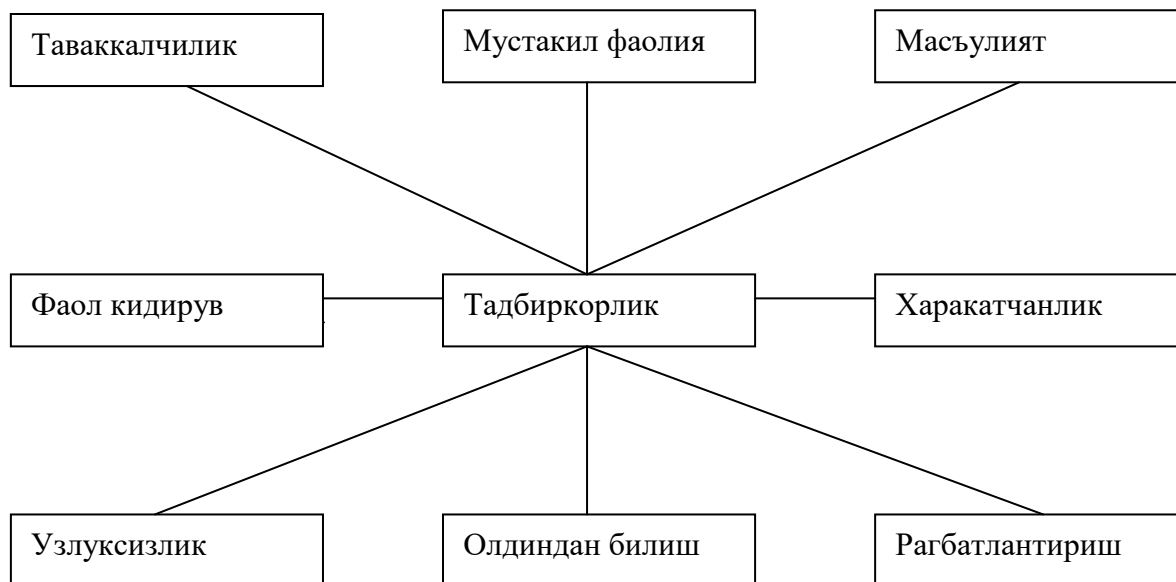 Таваккалчилик
Мустакил фаолия
Масъулият
Фаол кидирув
Тадбиркорлик
Харакатчанлик
Узлуксизлик
Олдиндан билиш
Рагбатлантириш